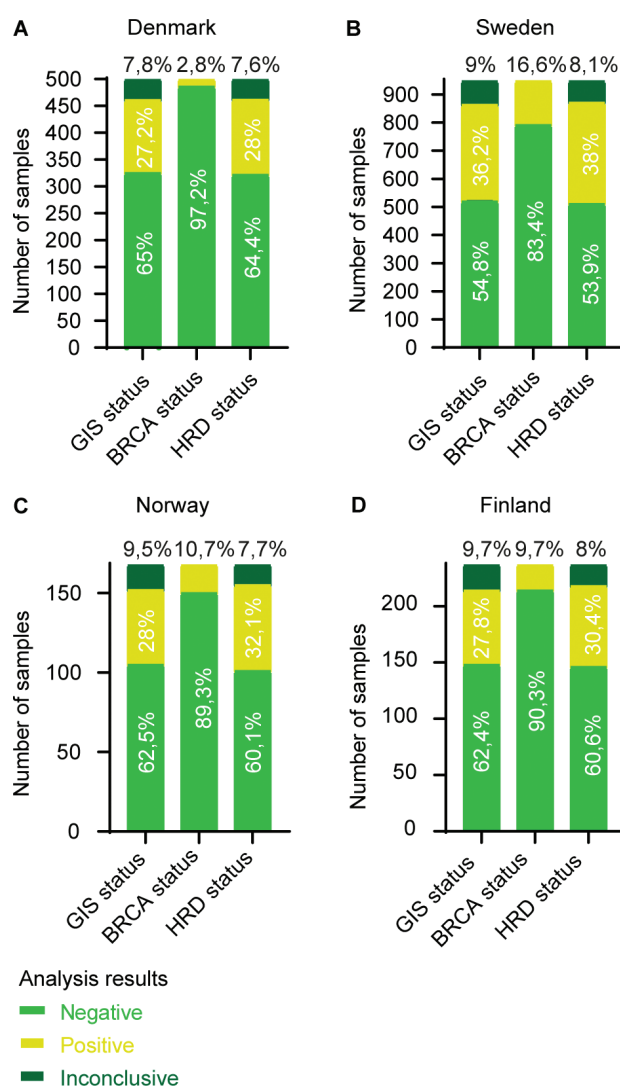 A Denmark
7,8% 2,8% 7,6%
500
450
400
350
300
250
200
150
100
50
0
Number of samples
27,2%
65%
97,2%
28%
64,4%
GIS status
BRCA status
HRD status
B Sweden
9% 16,6% 8,1%
900
800
700
600
500
400
300
200
100
0
Number of samples
36,2%
54,8%
83,4%
38%
53,9%
GIS status
BRCA status
HRD status
C Norway
9,5% 10,7% 7,7%
150
100
50
0
Number of samples
28%
62,5%
89,3%
32,1%
60,1%
GIS status
BRCA status
HRD status
D Finland
9,7% 9,7% 8%
200
150
100
50
0
Number of samples
27,8%
62,4%
90,3%
30,4%
60,6%
GIS status
BRCA status
HRD status
Analysis results
Negative
Positive
Inconclusive